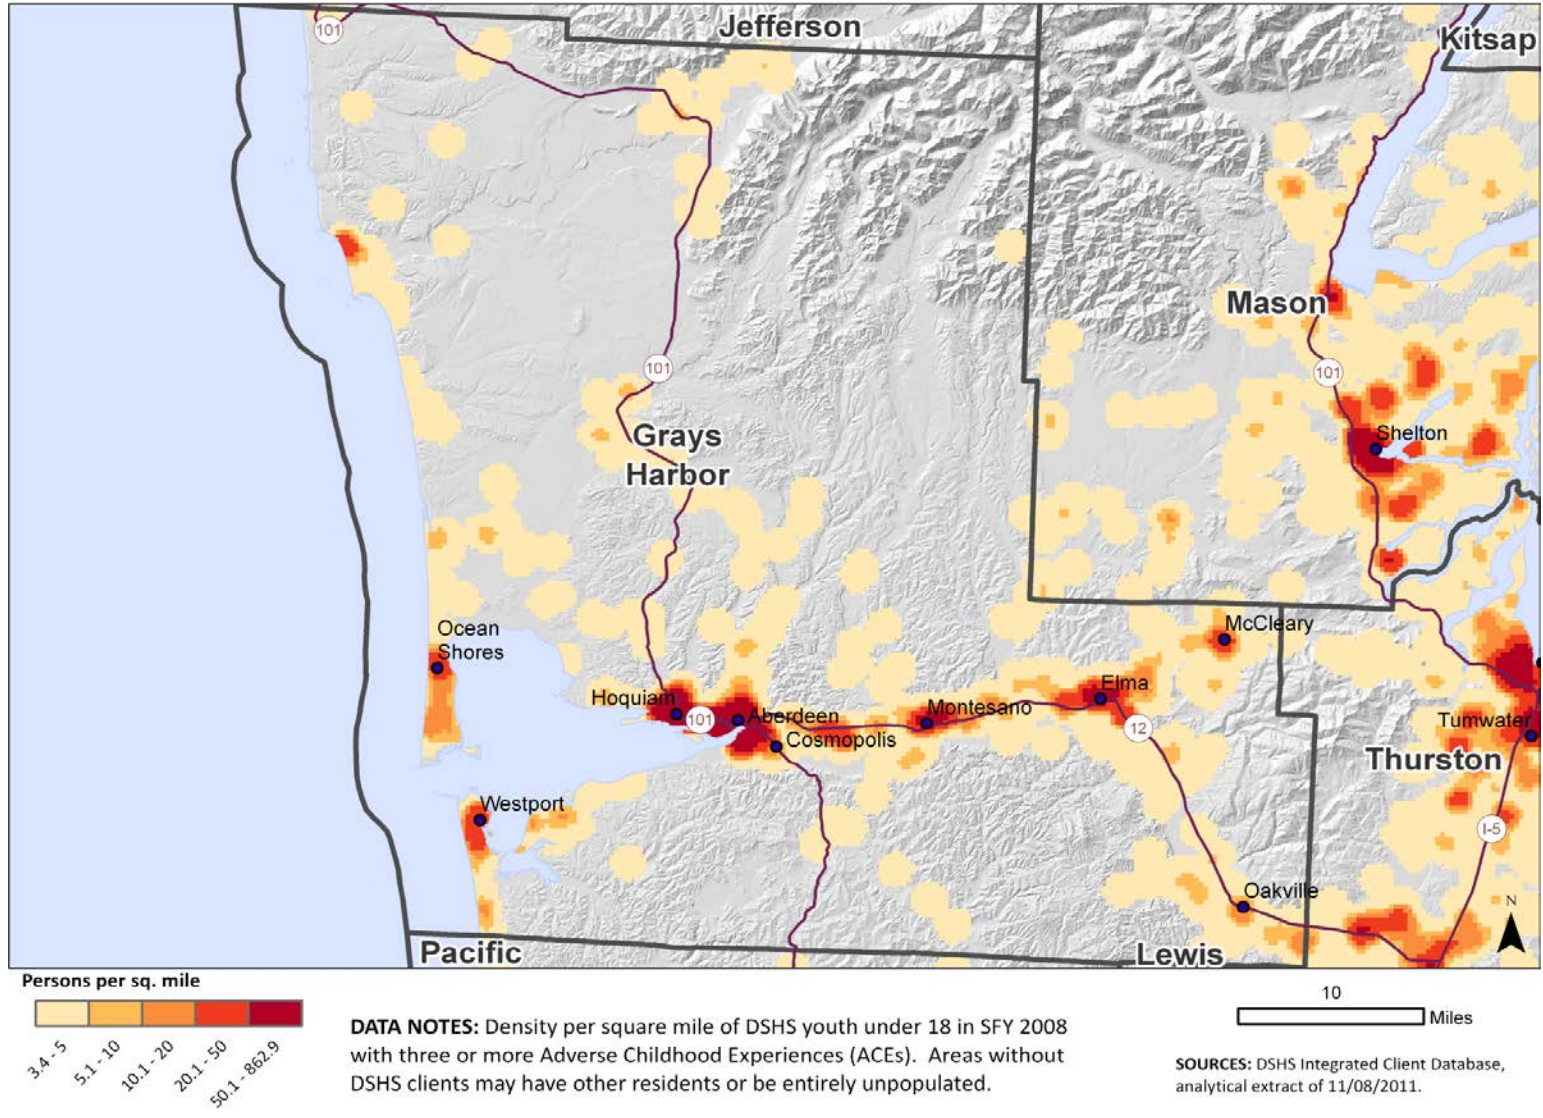 Jefferson
Kitsap
101
Mason
101
101
Grays
Harbor
Shelton
Ocean
Shores
McCleary
Hoquiam
101
Aberdeen
Cosmopolis
Montesano
Elma
12
Tumwater
Thurston
Westport
I-5
Oakville
N
Pacific
Lewis
Persons per sq. mile
3.4 - 5
5.1 - 10
10.1 - 20
20.1 - 50
50.1 - 862.9
DATA NOTES: Density per square mile of DSHS youth under 18 in SFY 2008
with three or more Adverse Childhood Experiences (ACEs). Areas without
DSHS clients may have other residents or be entirely unpopulated.
10
Miles
SOURCES: DSHS Integrated Client Database,
analytical extract of 11/08/2011.